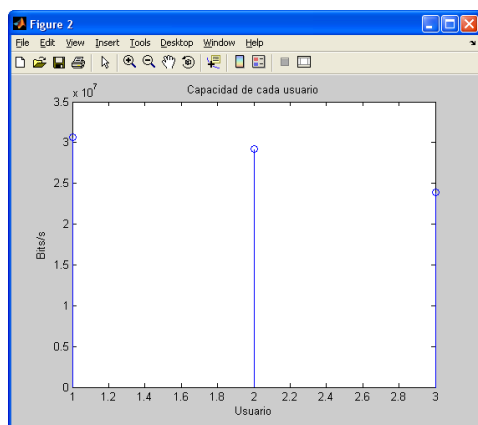 Figure 2
File Edit View Insert Tools Desktop Window Help
x 10^7
Capacidad de cada usuario
3.5
3
2.5
2
1.5
1
0.5
0
Bits/s
1 1.2 1.4 1.6 1.8 2 2.2 2.4 2.6 2.8 3
Usuario